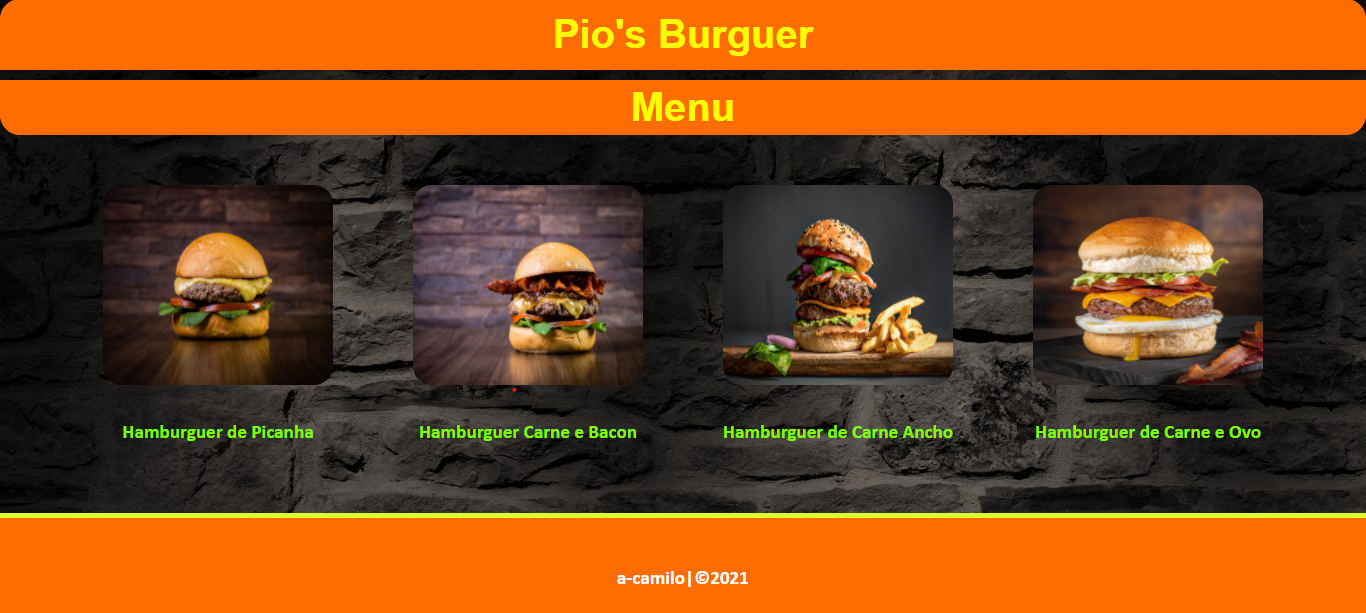 Pio's Burguer
Menu
Hamburguer de Picanha
Hamburguer Carne e Bacon
Hamburguer de Carne Ancho
Hamburguer de Carne e Ovo
a-camilo|©2021